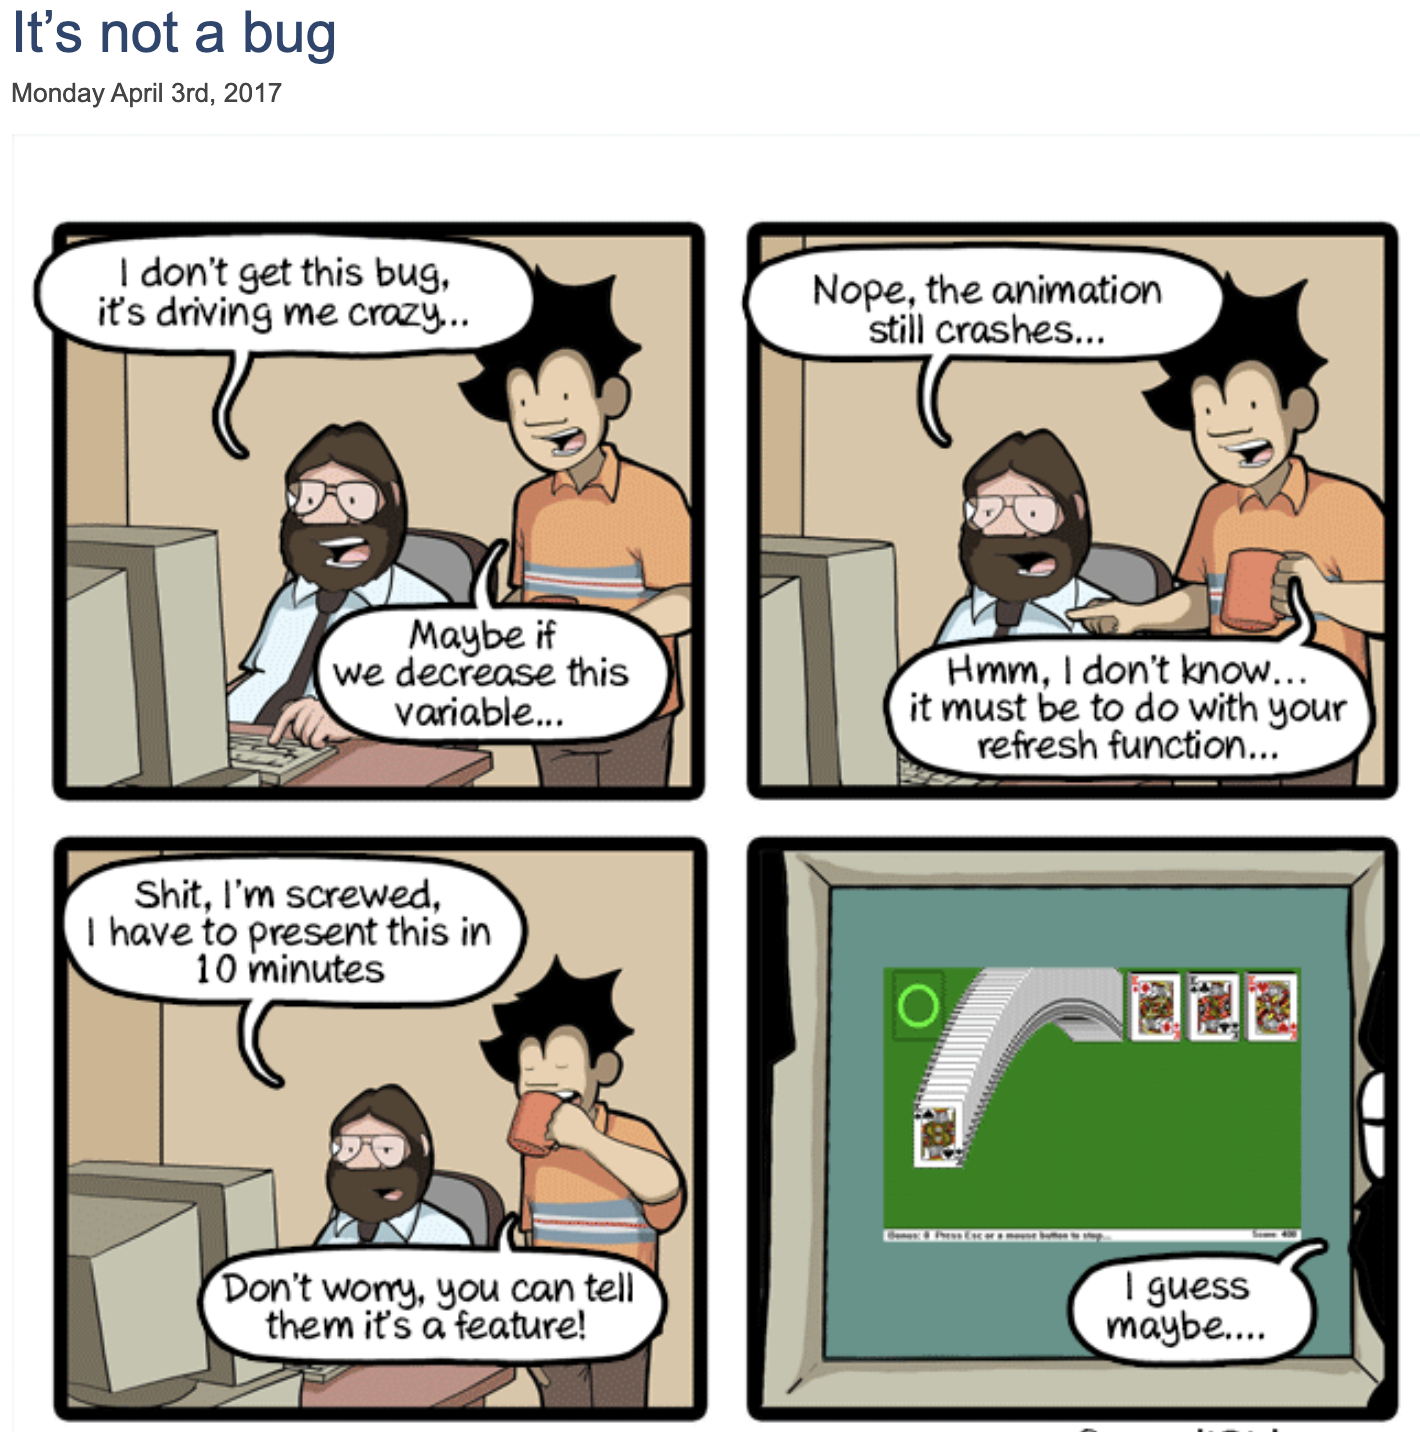 It’s not a bug
Monday April 3rd, 2017
I don't get this bug,
it's driving me crazy...
Maybe if
we decrease this
variable...
Nope, the animation
still crashes...
Hmm, I don't know...
it must be to do with your
refresh function...
Shit, I'm screwed,
I have to present this in
10 minutes
Don't worry, you can tell
them it's a feature!
Bonus: 0 Press Esc or a mouse button to stop...
Score: 400
I guess
maybe....